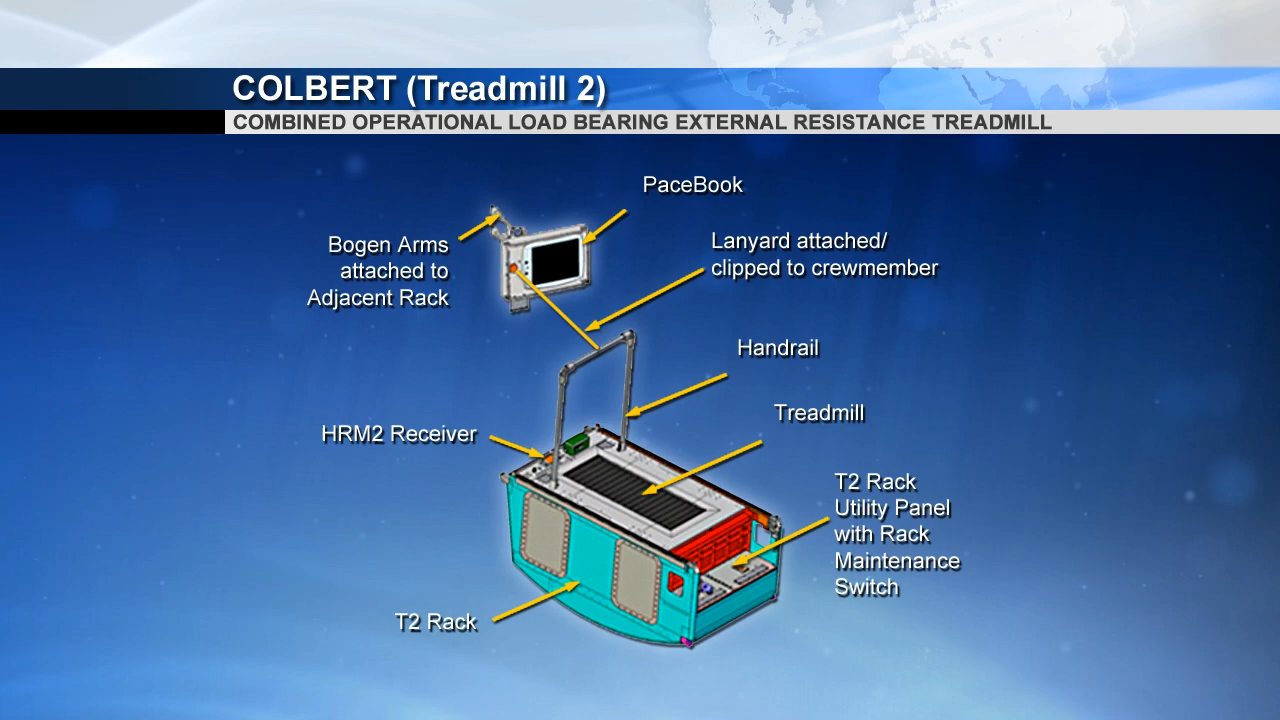 COLBERT (Treadmill 2)
COMBINED OPERATIONAL LOAD BEARING EXTERNAL RESISTANCE TREADMILL
PaceBook
Bogen Arms
attached to
Adjacent Rack
Lanyard attached/
clipped to crewmember
Handrail
Treadmill
HRM2 Receiver
T2 Rack
Utility Panel
with Rack
Maintenance
Switch
T2 Rack